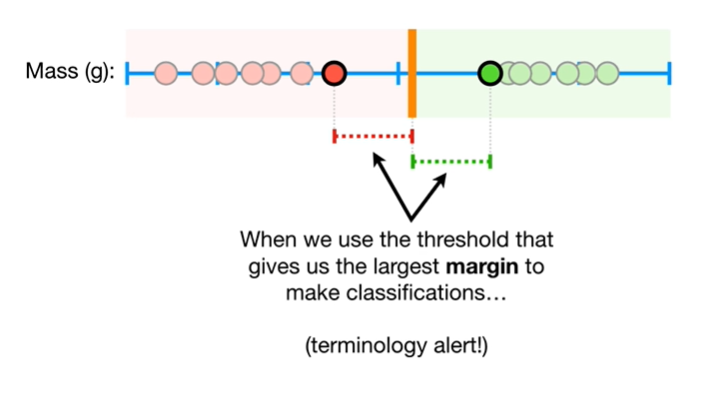 Mass (g):
When we use the threshold that
gives us the largest margin to
make classifications…
(terminology alert!)